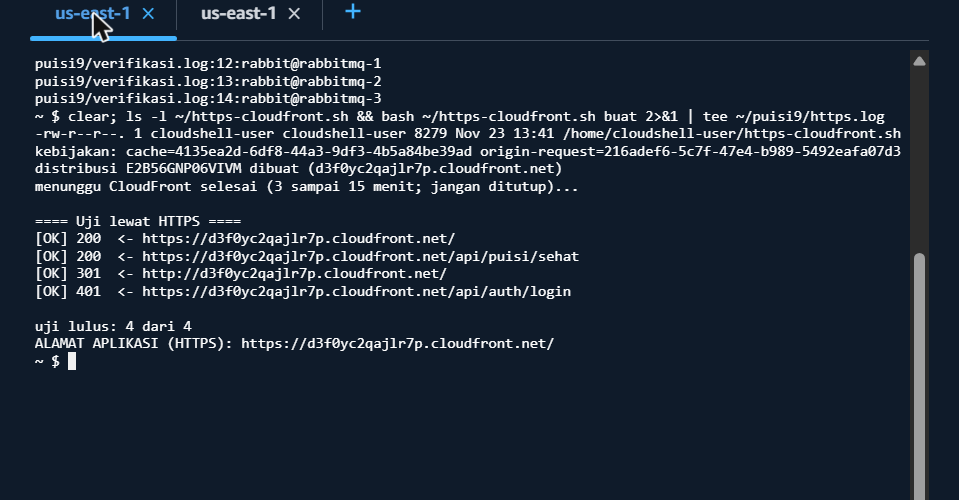 us-east-1 × us-east-1 × +
puisi9/verifikasi.log:12:rabbit@rabbitmq-1
puisi9/verifikasi.log:13:rabbit@rabbitmq-2
puisi9/verifikasi.log:14:rabbit@rabbitmq-3
~ $ clear; ls -l ~/https-cloudfront.sh && bash ~/https-cloudfront.sh buat 2>&1 | tee ~/puisi9/https.log
-rw-r--r--. 1 cloudshell-user cloudshell-user 8279 Nov 23 13:41 /home/cloudshell-user/https-cloudfront.sh
kebijakan: cache=4135ea2d-6df8-44a3-9df3-4b5a84be39ad origin-request=216adef6-5c7f-47e4-b989-5492eafa07d3
distribusi E2B56GNP06VIVM dibuat (d3f0yc2qajlr7p.cloudfront.net)
menunggu CloudFront selesai (3 sampai 15 menit; jangan ditutup)...
==== Uji lewat HTTPS ====
[OK] 200  <- https://d3f0yc2qajlr7p.cloudfront.net/
[OK] 200  <- https://d3f0yc2qajlr7p.cloudfront.net/api/puisi/sehat
[OK] 301  <- http://d3f0yc2qajlr7p.cloudfront.net/
[OK] 401  <- https://d3f0yc2qajlr7p.cloudfront.net/api/auth/login
uji lulus: 4 dari 4
ALAMAT APLIKASI (HTTPS): https://d3f0yc2qajlr7p.cloudfront.net/
~ $